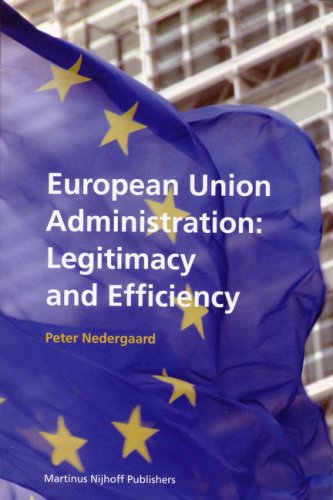 European Union
Administration:
Legitimacy
and Efficiency
Peter Nedergaard
Martinus Nijhoff Publishers